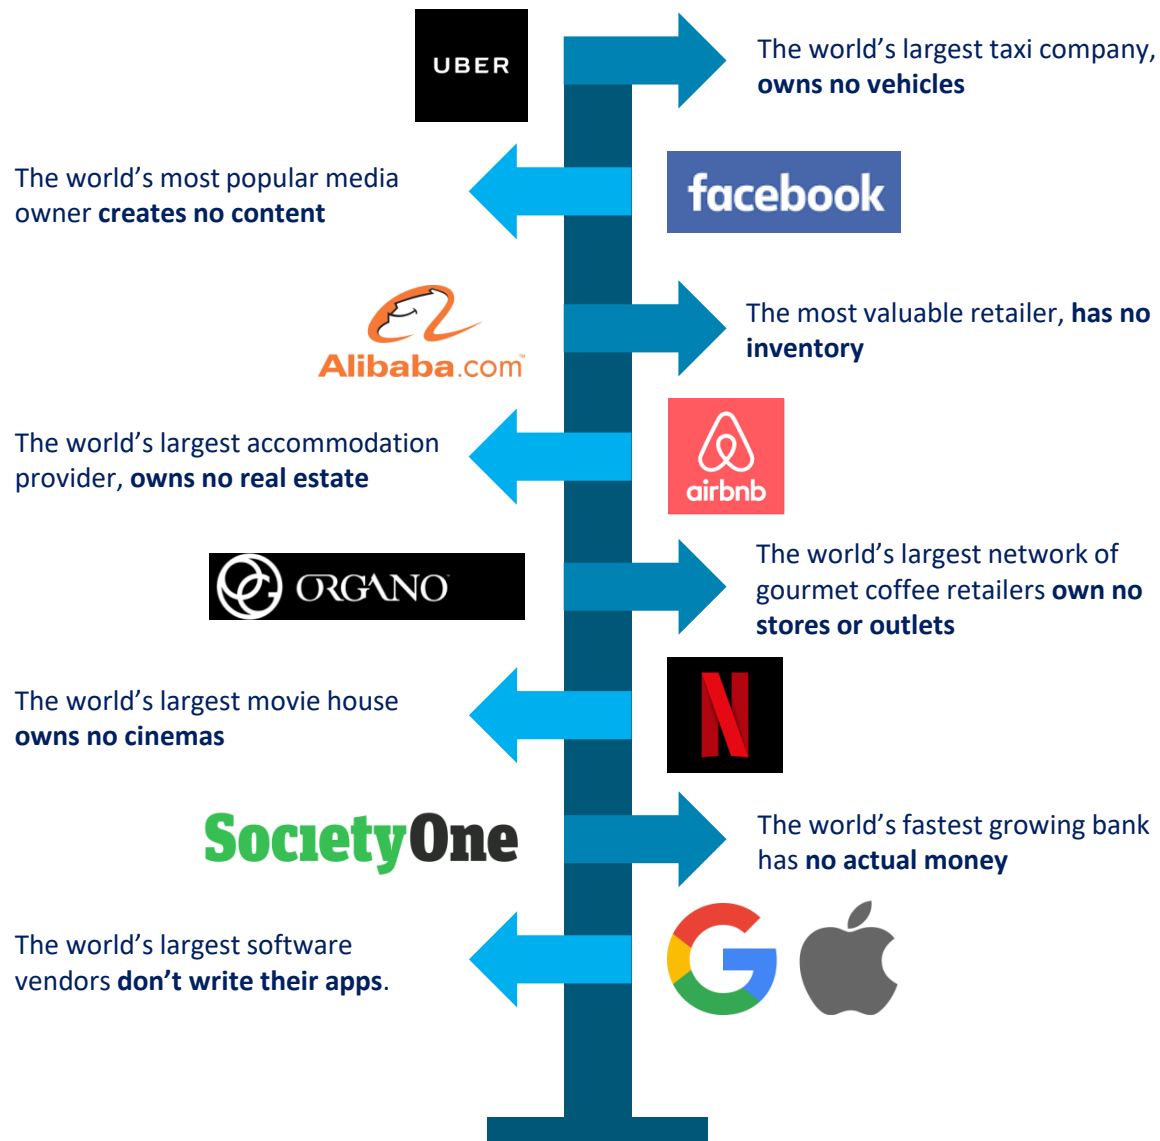 UBER
The world’s largest taxi company,
owns no vehicles
The world’s most popular media
owner creates no content
facebook
Alibaba.com™
The most valuable retailer, has no
inventory
The world’s largest accommodation
provider, owns no real estate
airbnb
ORGANO
The world’s largest network of
gourmet coffee retailers own no
stores or outlets
The world’s largest movie house
owns no cinemas
N
SocietyOne
The world’s fastest growing bank
has no actual money
The world’s largest software
vendors don’t write their apps.
G